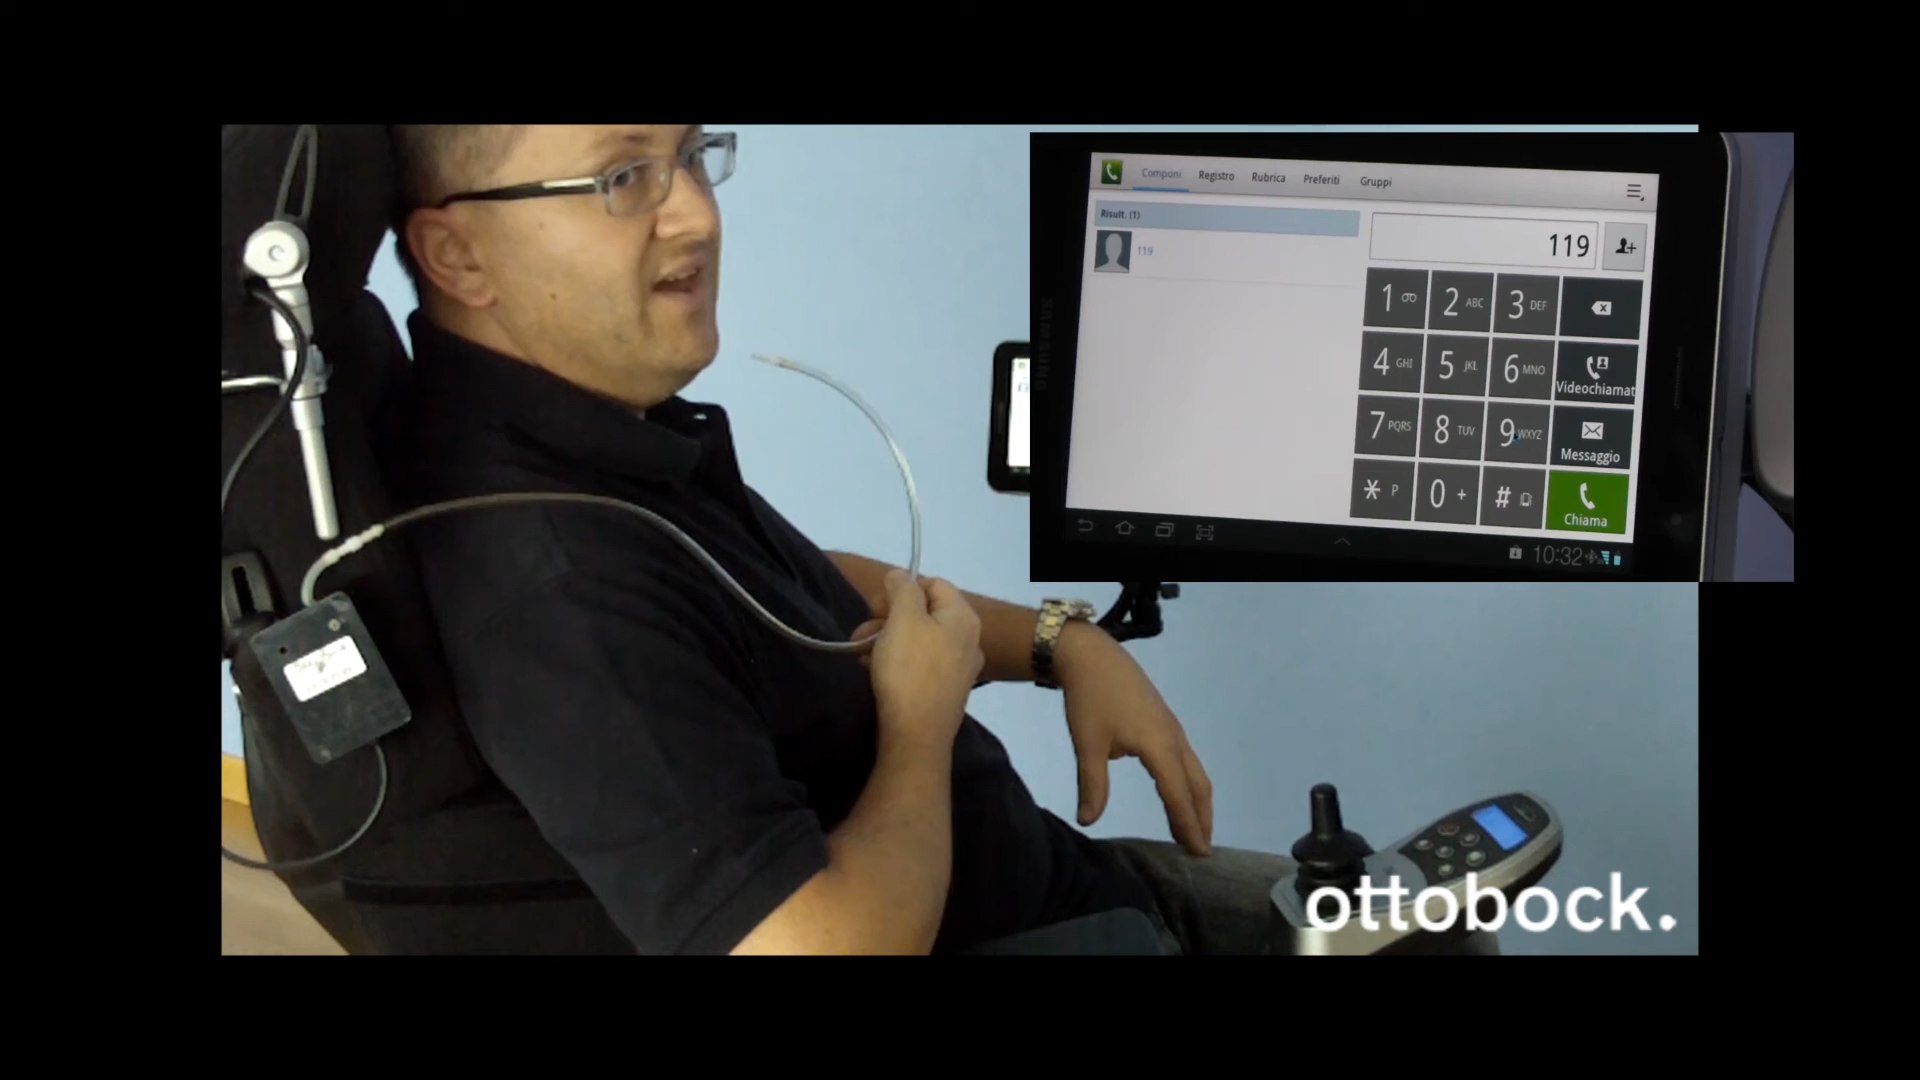 Componi Registro Rubrica Preferiti Gruppi
Risult. (1)
119
119
1
2 ABC
3 DEF
4 GHI
5 JKL
6 MNO
Videochiamat
7 PQRS
8 TUV
9 WXYZ
Messaggio
* P
0 +
#
Chiama
10:32
SAMSUNG
ottobock.